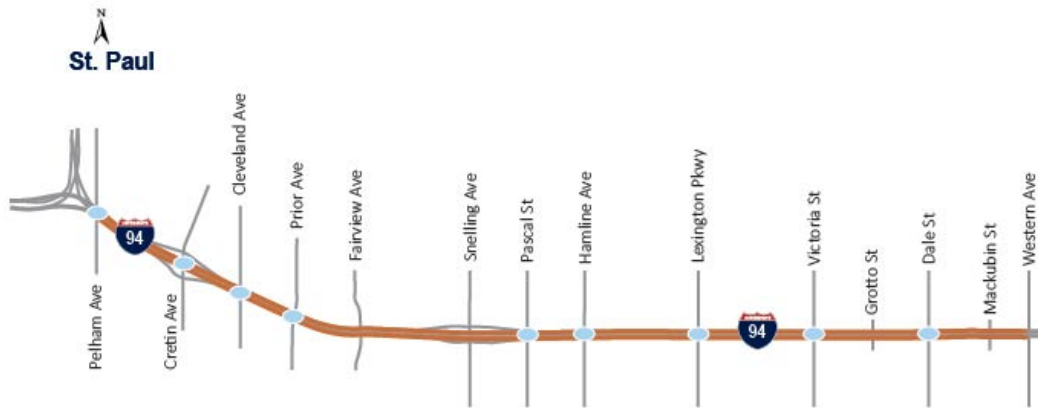 N
St. Paul
Pelham Ave
94
Cretin Ave
Cleveland Ave
Prior Ave
Fairview Ave
Snelling Ave
Pascal St
Hamline Ave
Lexington Pkwy
94
Victoria St
Grotto St
Dale St
Mackubin St
Western Ave